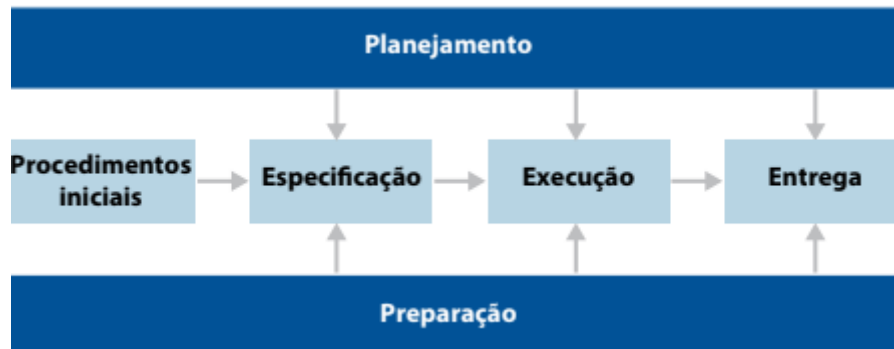 Planejamento
Procedimentos
iniciais
Especificação
Execução
Entrega
Preparação